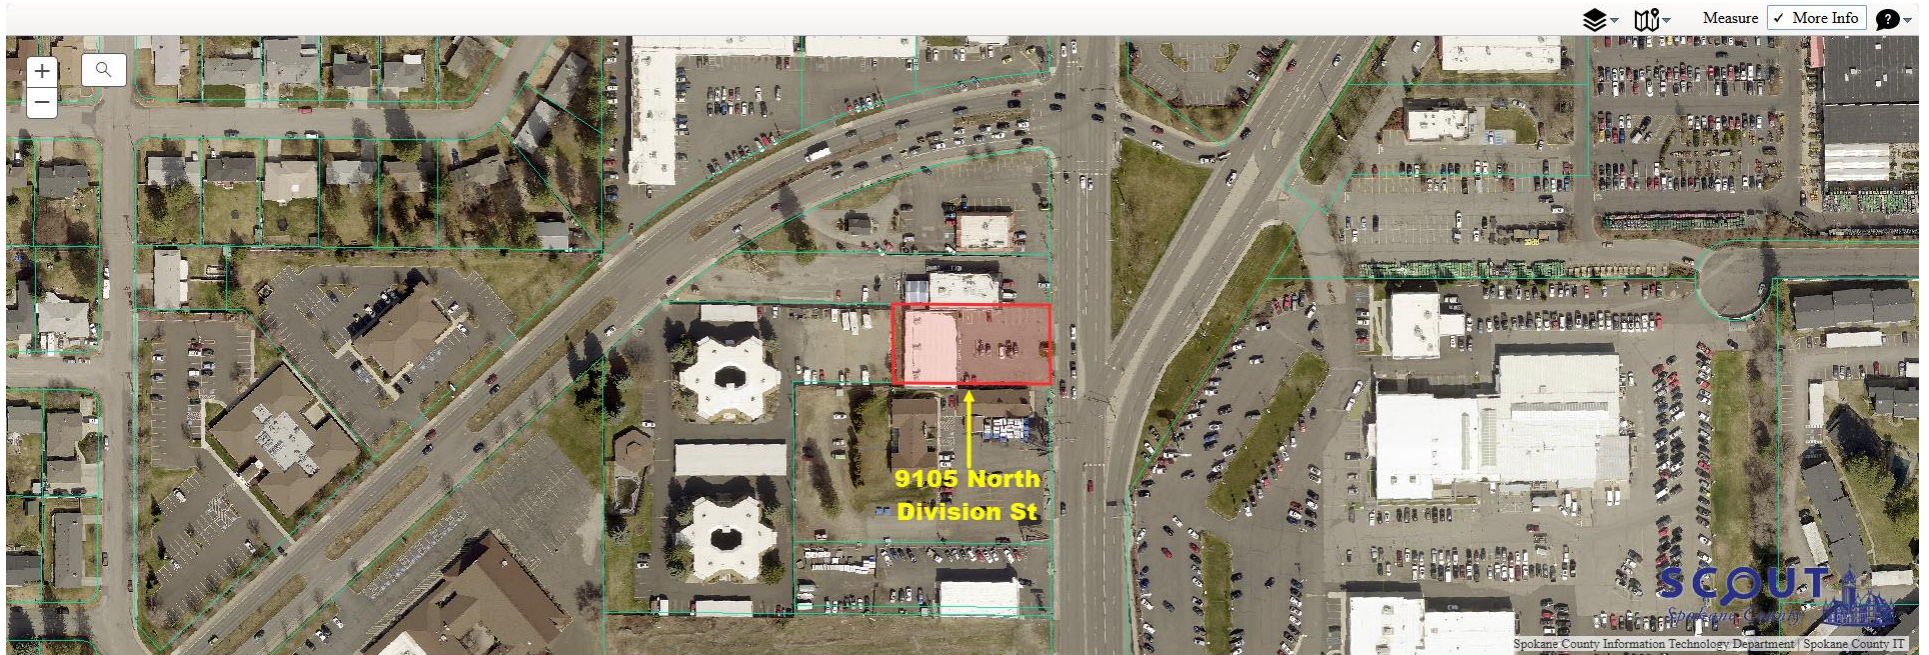 Measure
✓ More Info
?
+
−
9105 North
Division St
SCOUT
Spokane County
Spokane County Information Technology Department | Spokane County IT